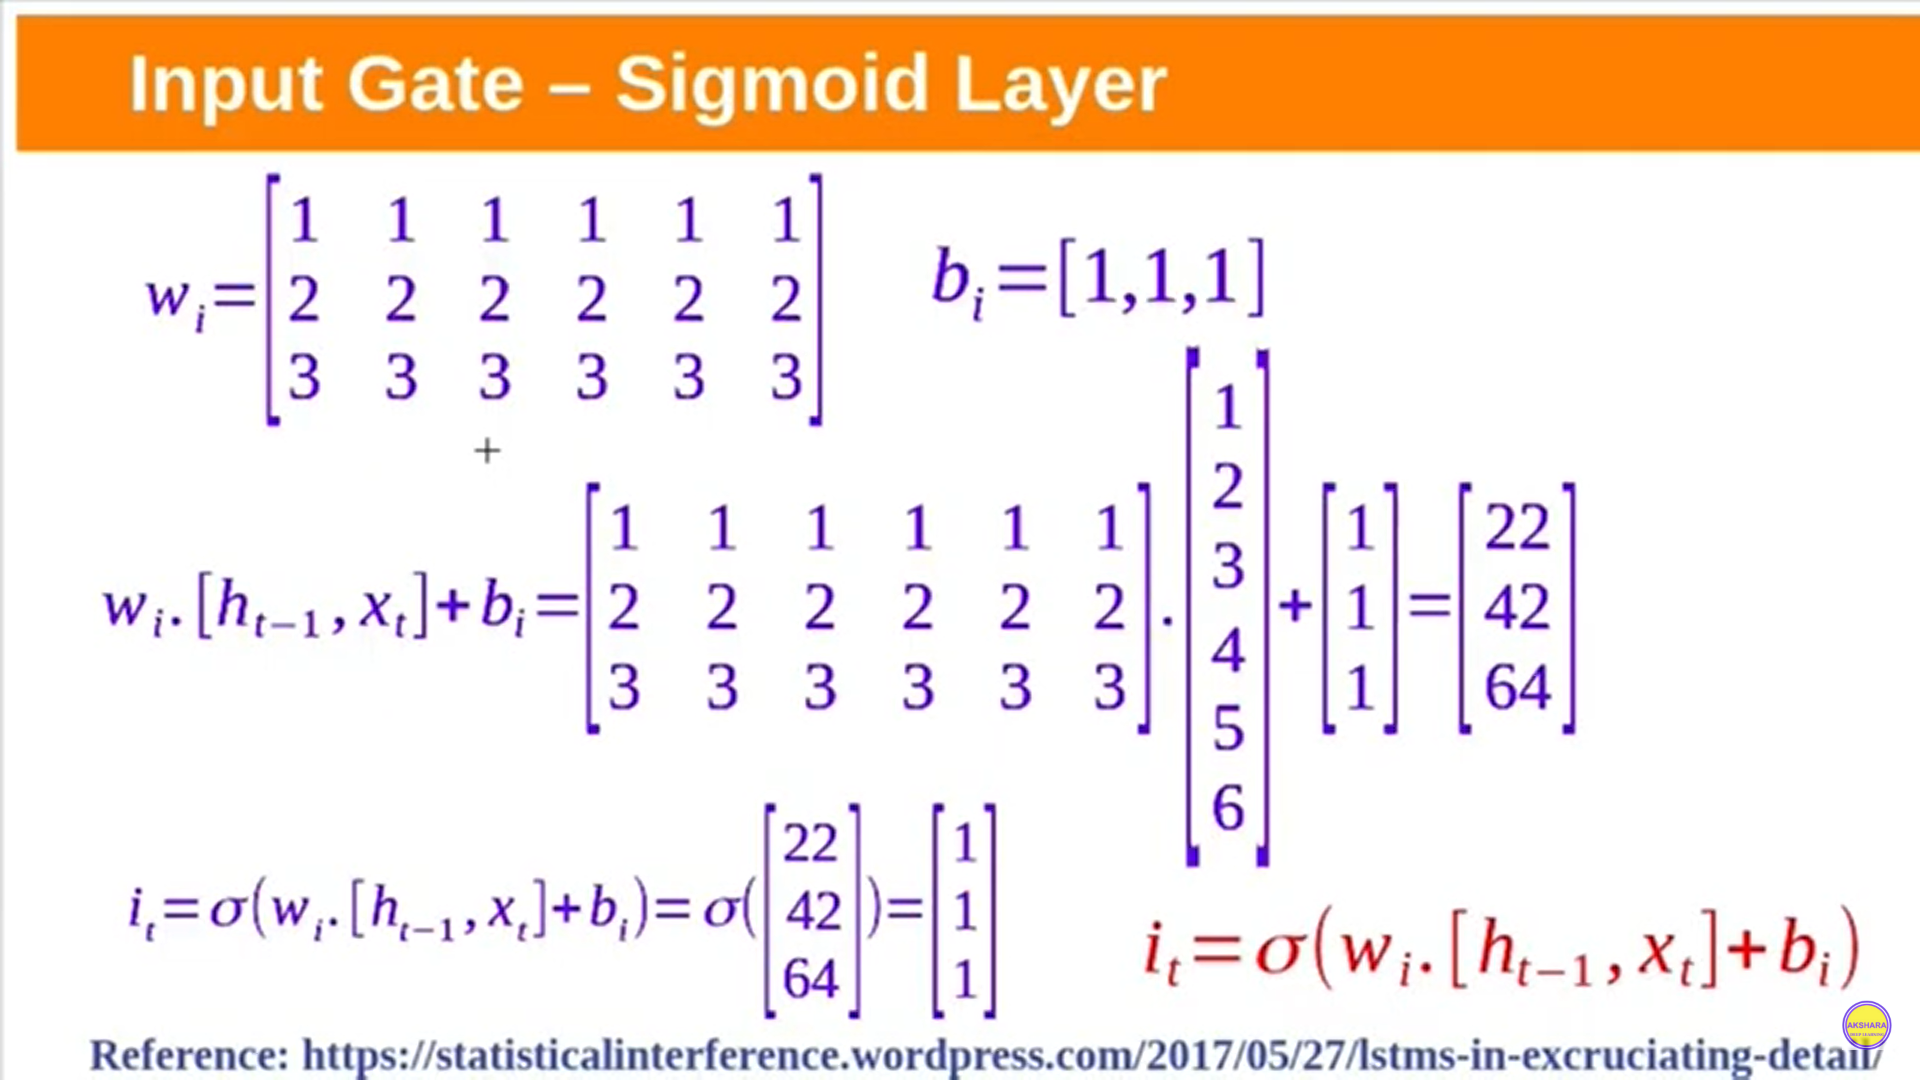 Input Gate – Sigmoid Layer
w_i = [1 1 1 1 1 1; 2 2 2 2 2 2; 3 3 3 3 3 3]
b_i = [1,1,1]
w_i.[h_{t−1}, x_t] + b_i = [1 1 1 1 1 1; 2 2 2 2 2 2; 3 3 3 3 3 3] . [1; 2; 3; 4; 5; 6] + [1; 1; 1] = [22; 42; 64]
i_t = σ(w_i.[h_{t−1}, x_t] + b_i) = σ([22; 42; 64]) = [1; 1; 1]
i_t = σ(w_i.[h_{t−1}, x_t] + b_i)
AKSHARA
Reference: https://statisticalinterference.wordpress.com/2017/05/27/lstms-in-excruciating-detail/